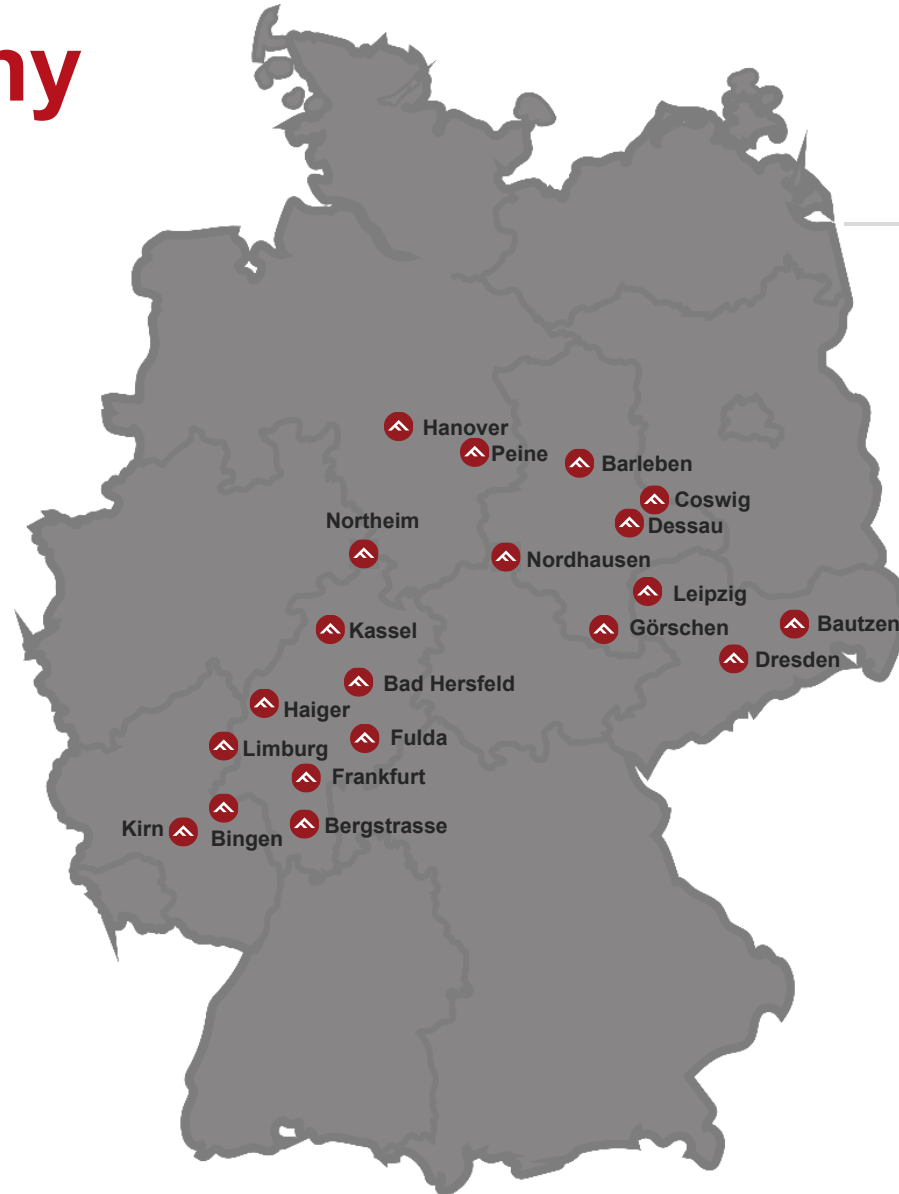 ny
Hanover
Peine
Barleben
Coswig
Dessau
Northeim
Nordhausen
Leipzig
Görschen
Bautzen
Kassel
Dresden
Bad Hersfeld
Haiger
Fulda
Limburg
Frankfurt
Kirn
Bingen
Bergstrasse